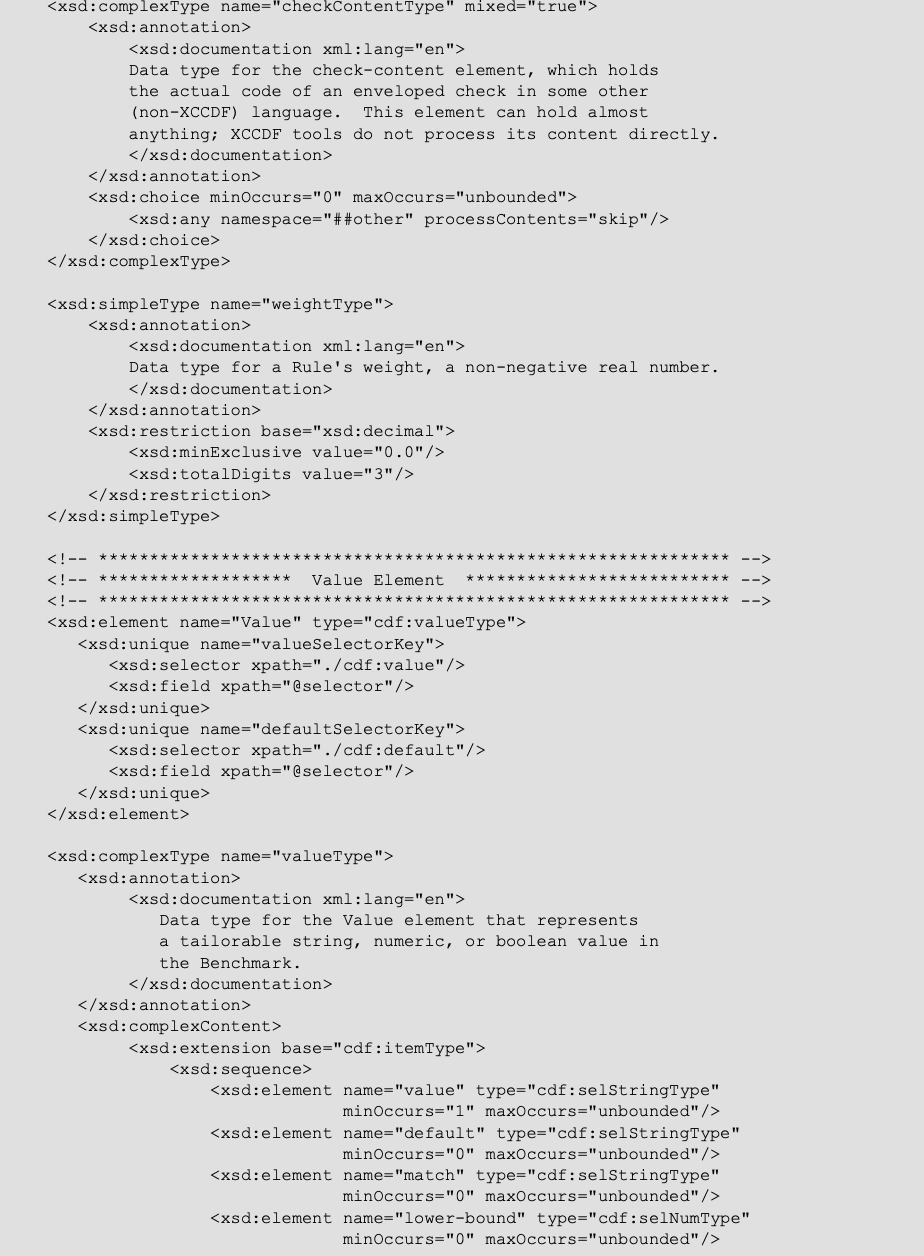 <xsd:complexType name="checkContentType" mixed="true">
<xsd:annotation>
<xsd:documentation xml:lang="en">
Data type for the check-content element, which holds
the actual code of an enveloped check in some other
(non-XCCDF) language.  This element can hold almost
anything; XCCDF tools do not process its content directly.
</xsd:documentation>
</xsd:annotation>
<xsd:choice minOccurs="0" maxOccurs="unbounded">
<xsd:any namespace="##other" processContents="skip"/>
</xsd:choice>
</xsd:complexType>

<xsd:simpleType name="weightType">
<xsd:annotation>
<xsd:documentation xml:lang="en">
Data type for a Rule's weight, a non-negative real number.
</xsd:documentation>
</xsd:annotation>
<xsd:restriction base="xsd:decimal">
<xsd:minExclusive value="0.0"/>
<xsd:totalDigits value="3"/>
</xsd:restriction>
</xsd:simpleType>

<!-- ************************************************************** -->
<!-- *******************  Value Element  ************************** -->
<!-- ************************************************************** -->
<xsd:element name="Value" type="cdf:valueType">
<xsd:unique name="valueSelectorKey">
<xsd:selector xpath="./cdf:value"/>
<xsd:field xpath="@selector"/>
</xsd:unique>
<xsd:unique name="defaultSelectorKey">
<xsd:selector xpath="./cdf:default"/>
<xsd:field xpath="@selector"/>
</xsd:unique>
</xsd:element>

<xsd:complexType name="valueType">
<xsd:annotation>
<xsd:documentation xml:lang="en">
Data type for the Value element that represents
a tailorable string, numeric, or boolean value in
the Benchmark.
</xsd:documentation>
</xsd:annotation>
<xsd:complexContent>
<xsd:extension base="cdf:itemType">
<xsd:sequence>
<xsd:element name="value" type="cdf:selStringType"
minOccurs="1" maxOccurs="unbounded"/>
<xsd:element name="default" type="cdf:selStringType"
minOccurs="0" maxOccurs="unbounded"/>
<xsd:element name="match" type="cdf:selStringType"
minOccurs="0" maxOccurs="unbounded"/>
<xsd:element name="lower-bound" type="cdf:selNumType"
minOccurs="0" maxOccurs="unbounded"/>